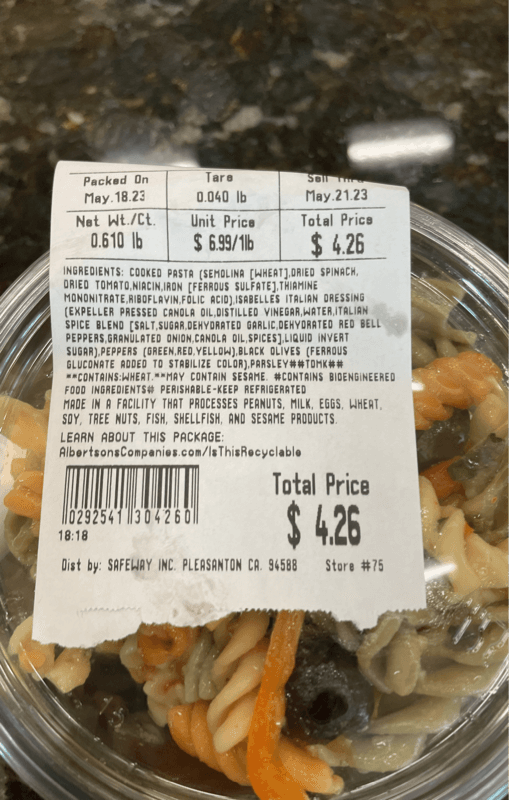 Packed On Tare Sell
May.18.23 0.040 lb May.21.23
Net Wt./Ct. Unit Price Total Price
0.610 lb $ 6.99/1lb $ 4.26
INGREDIENTS: COOKED PASTA (SEMOLINA [WHEAT],DRIED SPINACH,
DRIED TOMATO,NIACIN,IRON [FERROUS SULFATE],THIAMINE
MONONITRATE,RIBOFLAVIN,FOLIC ACID),ISABELLES ITALIAN DRESSING
(EXPELLER PRESSED CANOLA OIL,DISTILLED VINEGAR,WATER,ITALIAN
SPICE BLEND [SALT,SUGAR,DEHYDRATED GARLIC,DEHYDRATED RED BELL
PEPPERS,GRANULATED ONION,CANOLA OIL,SPICES],LIQUID INVERT
SUGAR),PEPPERS (GREEN,RED,YELLOW),BLACK OLIVES (FERROUS
GLUCONATE ADDED TO STABILIZE COLOR),PARSLEY##TDMK##
**CONTAINS:WHEAT.**MAY CONTAIN SESAME. #CONTAINS BIOENGINEERED
FOOD INGREDIENTS# PERISHABLE-KEEP REFRIGERATED
MADE IN A FACILITY THAT PROCESSES PEANUTS, MILK, EGGS, WHEAT,
SOY, TREE NUTS, FISH, SHELLFISH, AND SESAME PRODUCTS.
LEARN ABOUT THIS PACKAGE:
AlbertsonsCompanies.com/IsThisRecyclable
Total Price
$ 4.26
0292541 304260
18:18
Dist by: SAFEWAY INC. PLEASANTON CA. 94588 Store #75